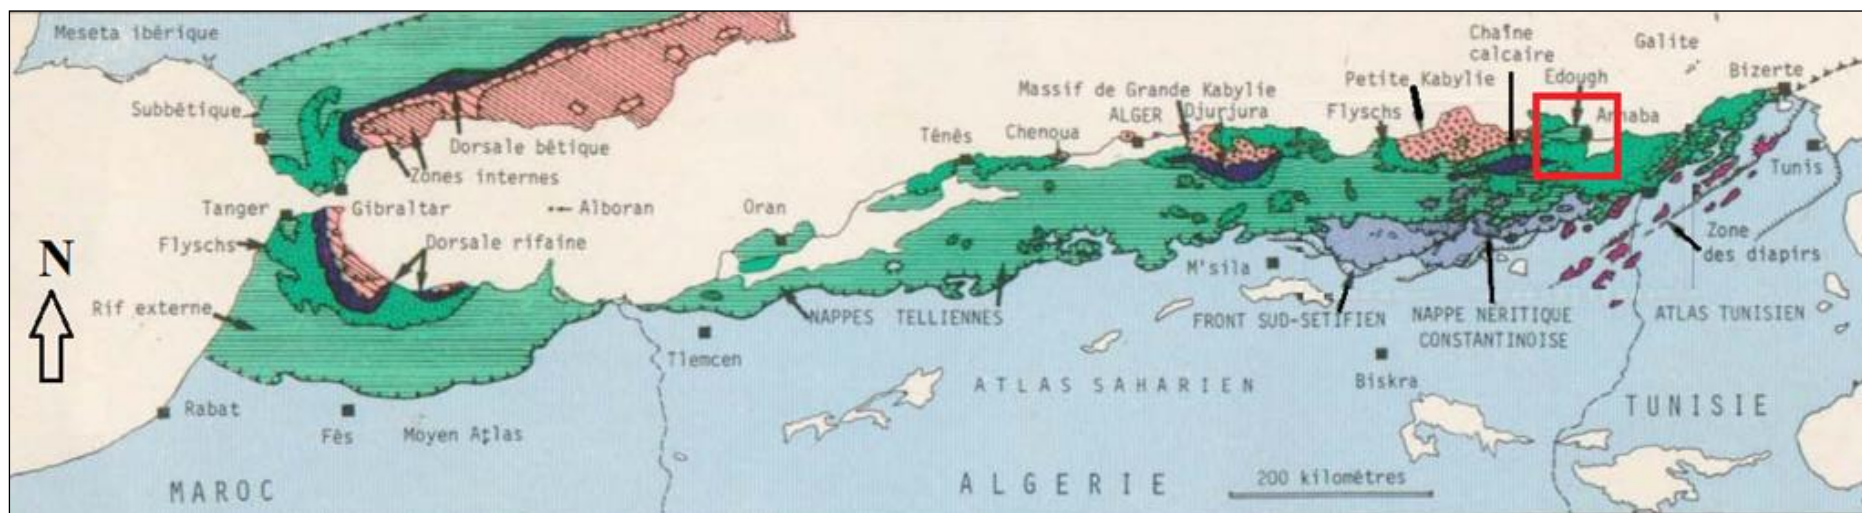 Meseta ibérique
Subbétique
Dorsale bétique
Zones internes
Tanger
Gibraltar
Alboran
Flyschs
Dorsale rifaine
N
Rif externe
Rabat
Fès
Moyen Atlas
MAROC
Oran
Ténès
Chenoua
ALGER
Massif de Grande Kabylie
Djurjura
Flyschs
Petite Kabylie
Chaîne
calcaire
Edough
Annaba
Galite
Bizerte
Tunis
Zone
des diapirs
M'sila
NAPPES TELLIENNES
Tlemcen
FRONT SUD-SETIFIEN
NAPPE NÉRITIQUE
CONSTANTINOISE
ATLAS TUNISIEN
Biskra
ATLAS SAHARIEN
TUNISIE
ALGERIE
200 kilomètres